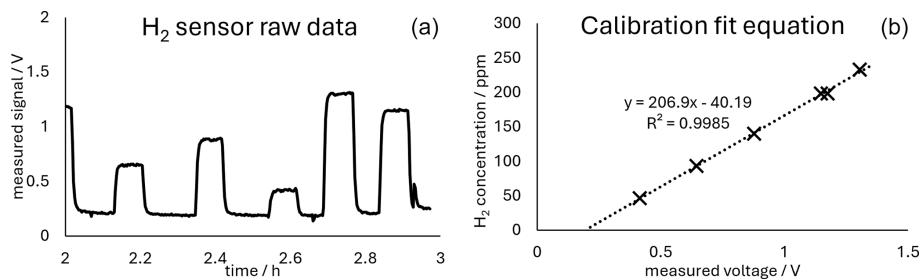 H₂ sensor raw data
(a)
measured signal / V
2
1.5
1
0.5
0
2
2.2
2.4
2.6
2.8
3
time / h
Calibration fit equation
(b)
H₂ concentration / ppm
300
250
200
150
100
50
0
y = 206.9x - 40.19
R² = 0.9985
0
0.5
1
1.5
measured voltage / V